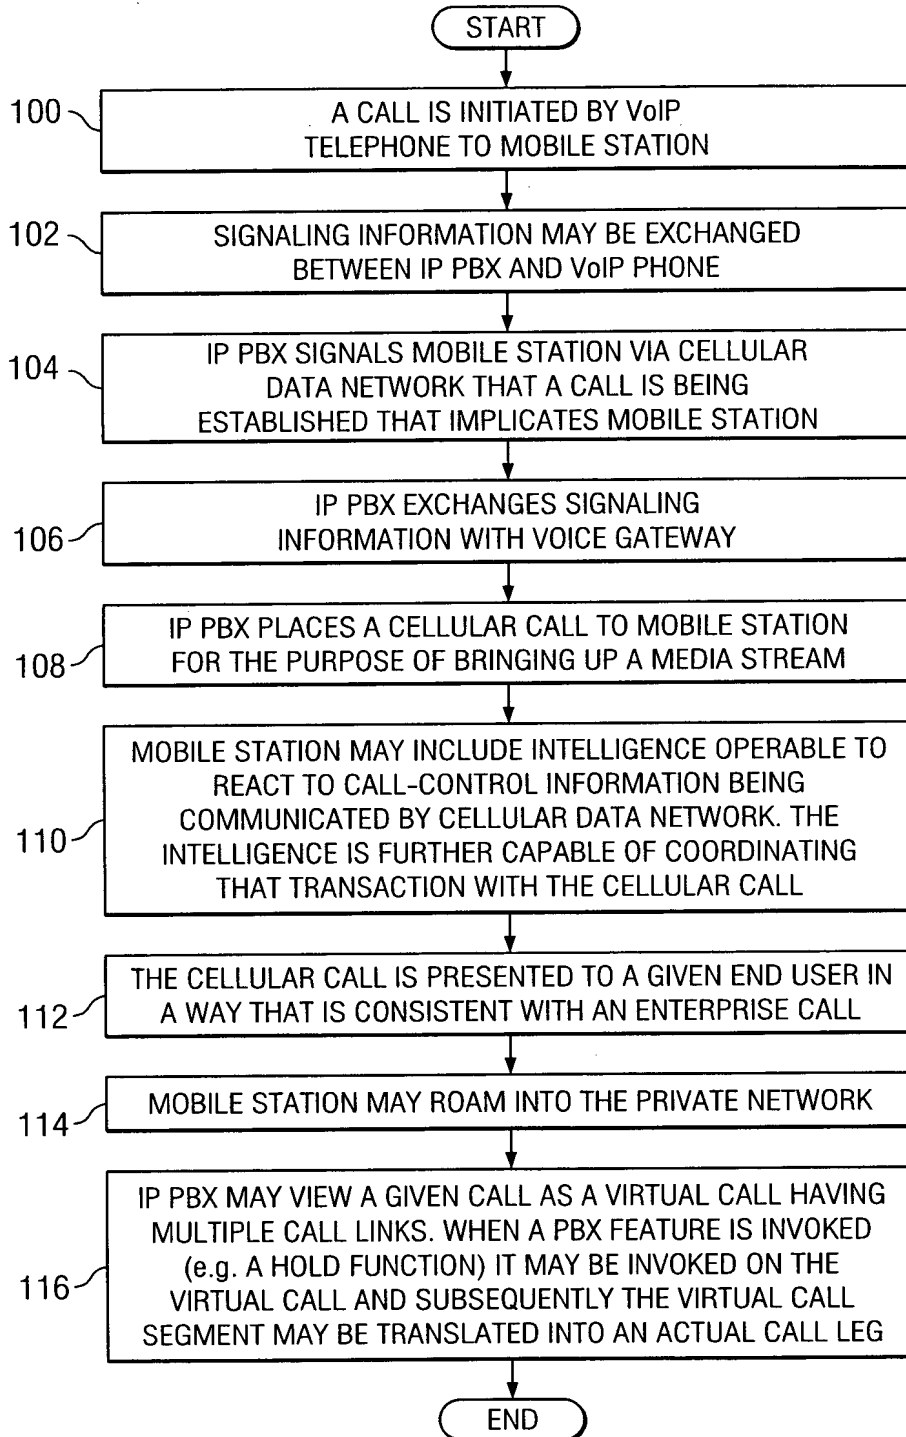 START
100
A CALL IS INITIATED BY VoIP
TELEPHONE TO MOBILE STATION
102
SIGNALING INFORMATION MAY BE EXCHANGED
BETWEEN IP PBX AND VoIP PHONE
104
IP PBX SIGNALS MOBILE STATION VIA CELLULAR
DATA NETWORK THAT A CALL IS BEING
ESTABLISHED THAT IMPLICATES MOBILE STATION
106
IP PBX EXCHANGES SIGNALING
INFORMATION WITH VOICE GATEWAY
108
IP PBX PLACES A CELLULAR CALL TO MOBILE STATION
FOR THE PURPOSE OF BRINGING UP A MEDIA STREAM
110
MOBILE STATION MAY INCLUDE INTELLIGENCE OPERABLE TO
REACT TO CALL-CONTROL INFORMATION BEING
COMMUNICATED BY CELLULAR DATA NETWORK. THE
INTELLIGENCE IS FURTHER CAPABLE OF COORDINATING
THAT TRANSACTION WITH THE CELLULAR CALL
112
THE CELLULAR CALL IS PRESENTED TO A GIVEN END USER IN
A WAY THAT IS CONSISTENT WITH AN ENTERPRISE CALL
114
MOBILE STATION MAY ROAM INTO THE PRIVATE NETWORK
116
IP PBX MAY VIEW A GIVEN CALL AS A VIRTUAL CALL HAVING
MULTIPLE CALL LINKS. WHEN A PBX FEATURE IS INVOKED
(e.g. A HOLD FUNCTION) IT MAY BE INVOKED ON THE
VIRTUAL CALL AND SUBSEQUENTLY THE VIRTUAL CALL
SEGMENT MAY BE TRANSLATED INTO AN ACTUAL CALL LEG
END